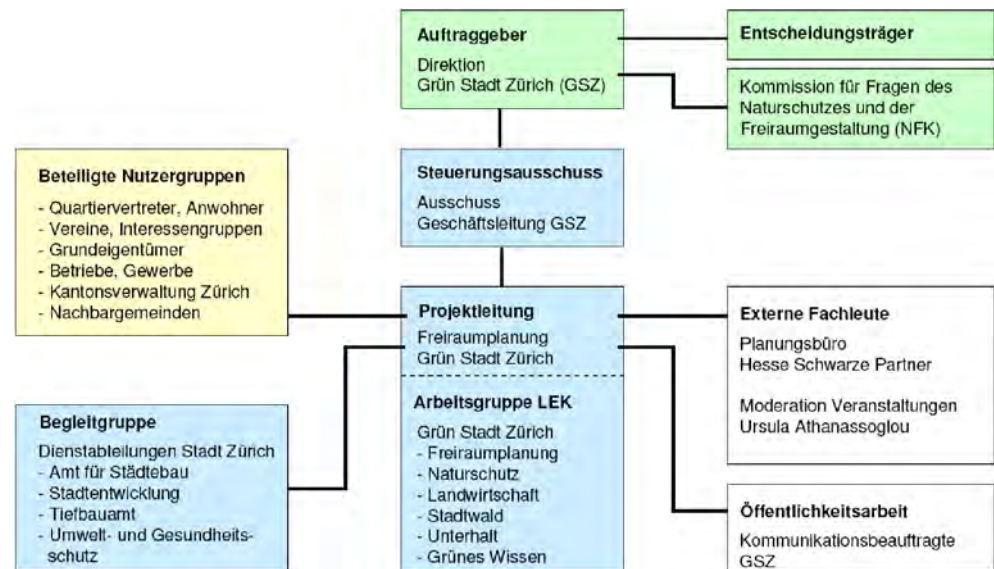 Auftraggeber
Direktion
Grün Stadt Zürich (GSZ)
Entscheidungsträger
Kommission für Fragen des
Naturschutzes und der
Freiraumgestaltung (NFK)
Steuerungsausschuss
Ausschuss
Geschäftsleitung GSZ
Beteiligte Nutzergruppen
- Quartiervertreter, Anwohner
- Vereine, Interessengruppen
- Grundeigentümer
- Betriebe, Gewerbe
- Kantonsverwaltung Zürich
- Nachbargemeinden
Projektleitung
Freiraumplanung
Grün Stadt Zürich
Arbeitsgruppe LEK
Grün Stadt Zürich
- Freiraumplanung
- Naturschutz
- Landwirtschaft
- Stadtwald
- Unterhalt
- Grünes Wissen
Externe Fachleute
Planungsbüro
Hesse Schwarze Partner
Moderation Veranstaltungen
Ursula Athanassoglou
Begleitgruppe
Dienstabteilungen Stadt Zürich
- Amt für Städtebau
- Stadtentwicklung
- Tiefbauamt
- Umwelt- und Gesundheits-
schutz
Öffentlichkeitsarbeit
Kommunikationsbeauftragte
GSZ